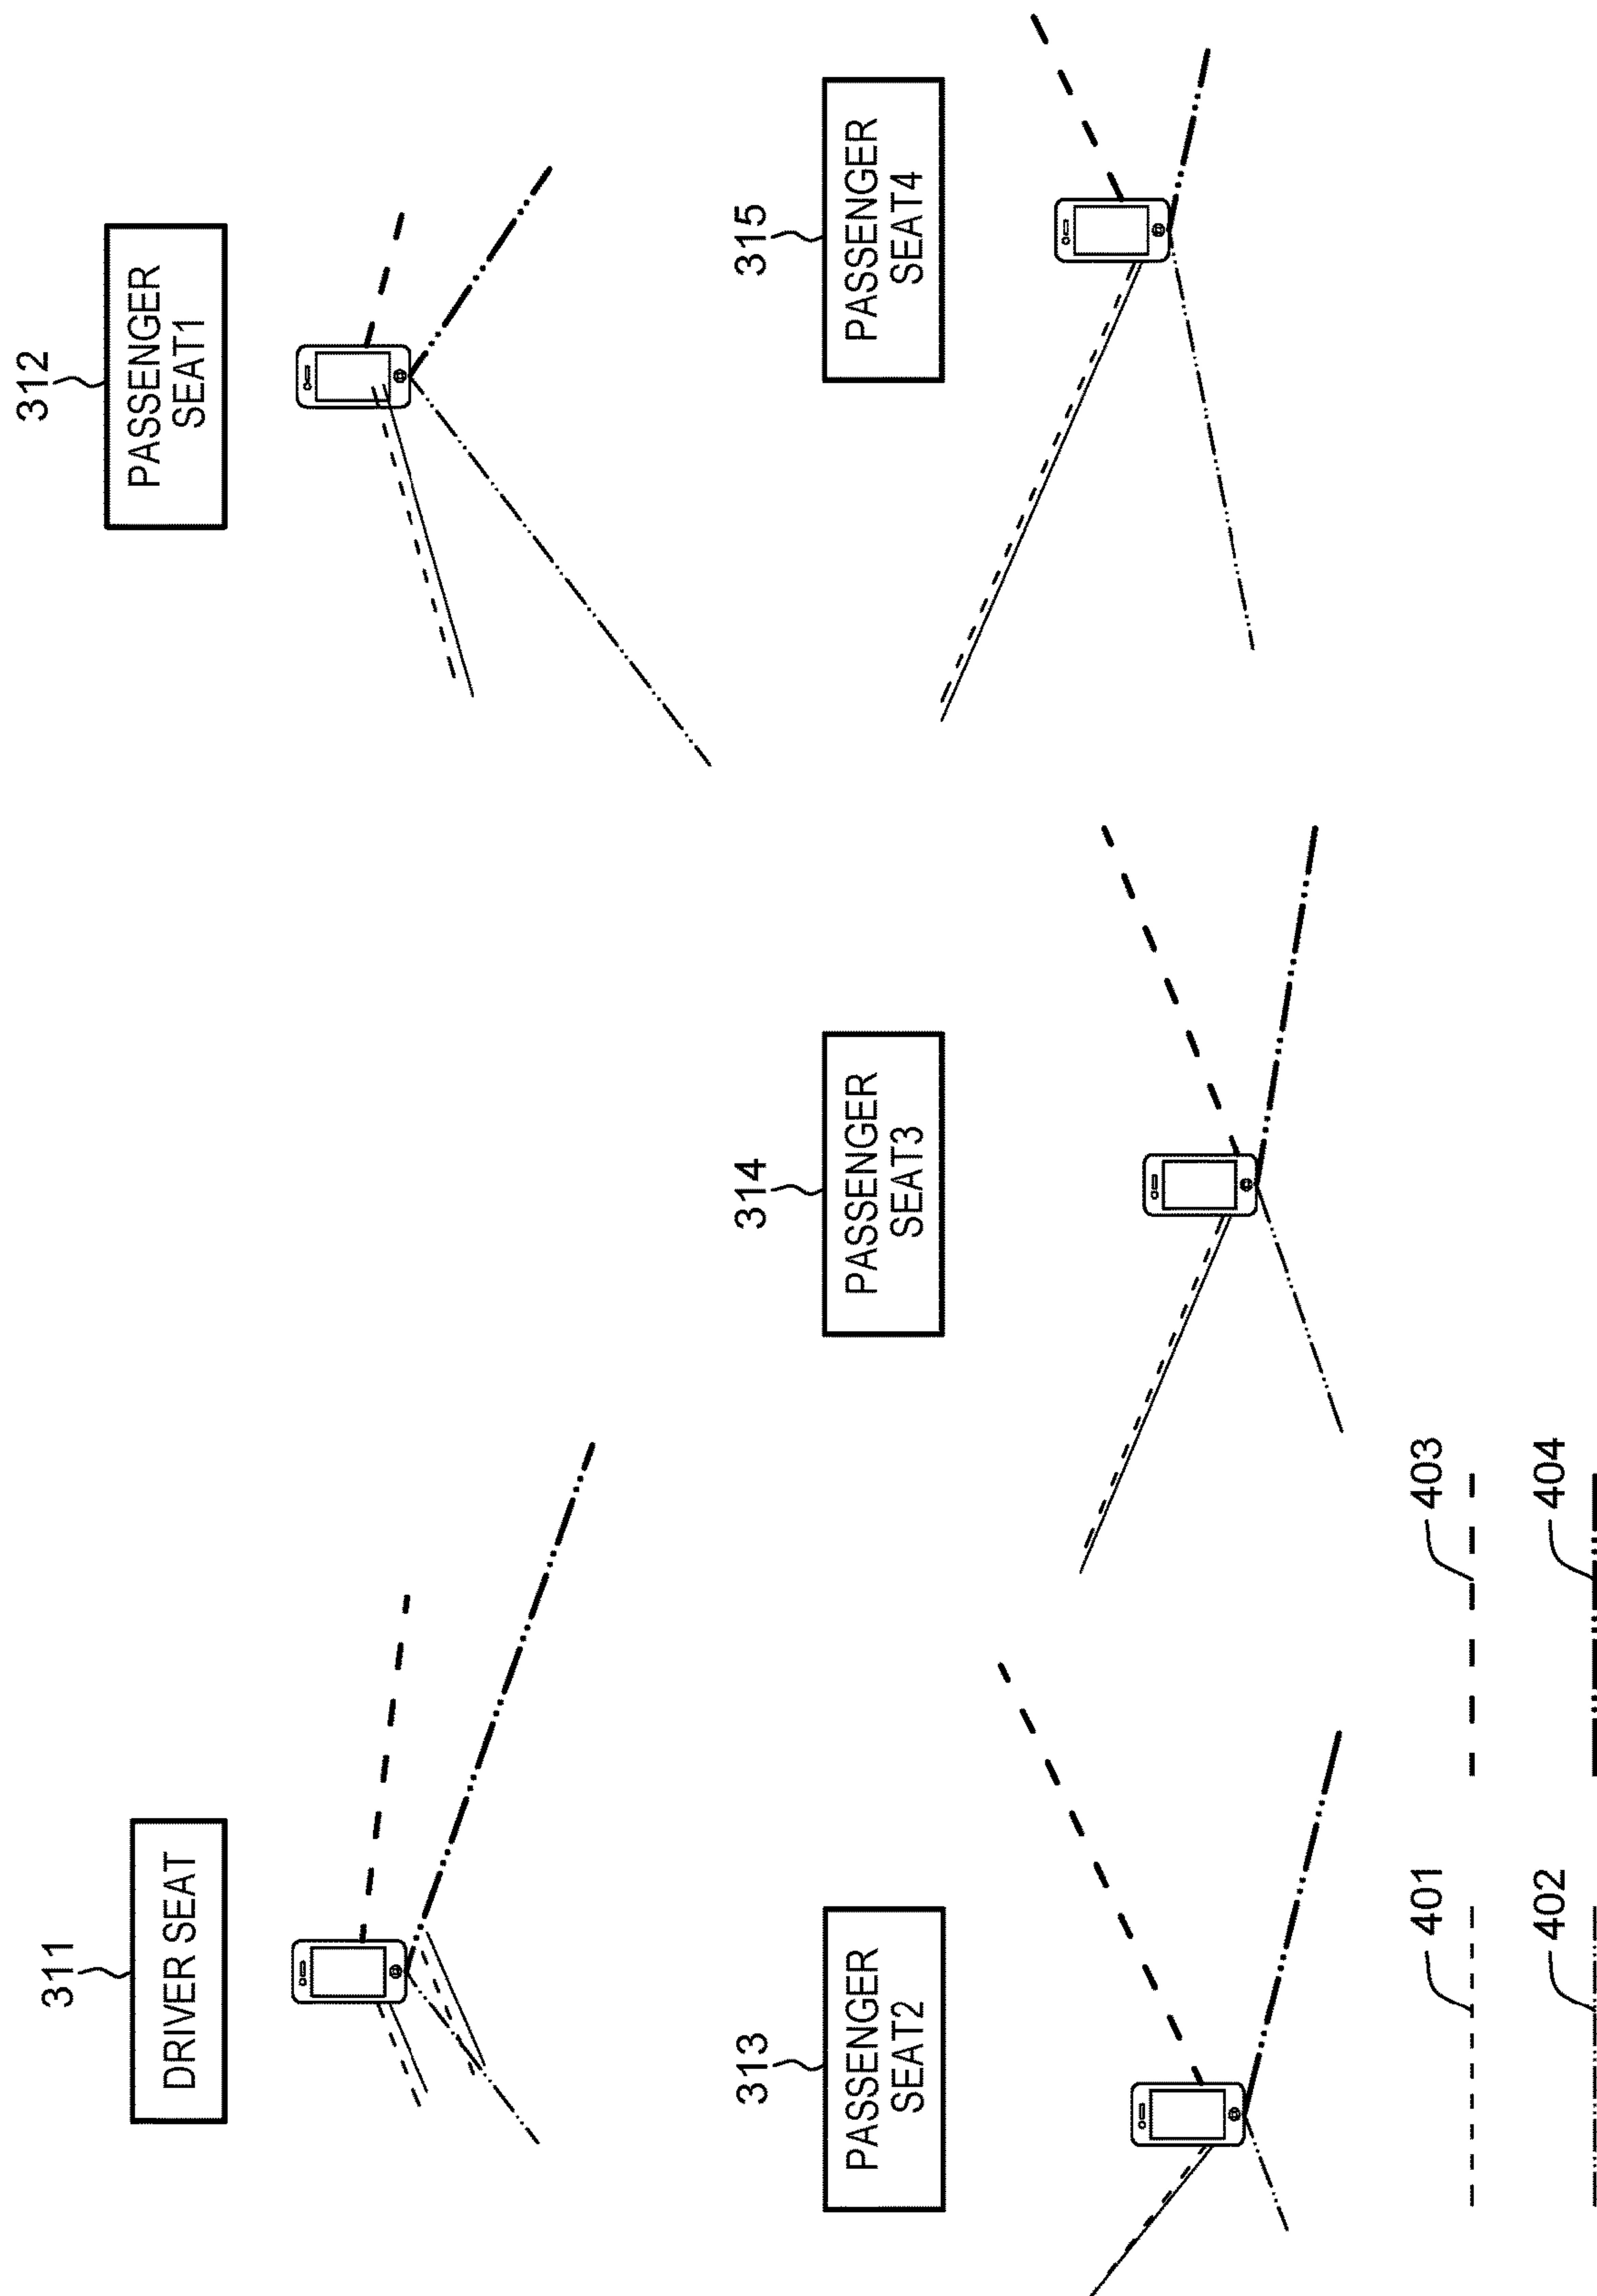 311
DRIVER SEAT
312
PASSENGER
SEAT1
313
PASSENGER
SEAT2
314
PASSENGER
SEAT3
315
PASSENGER
SEAT4
401
403
402
404